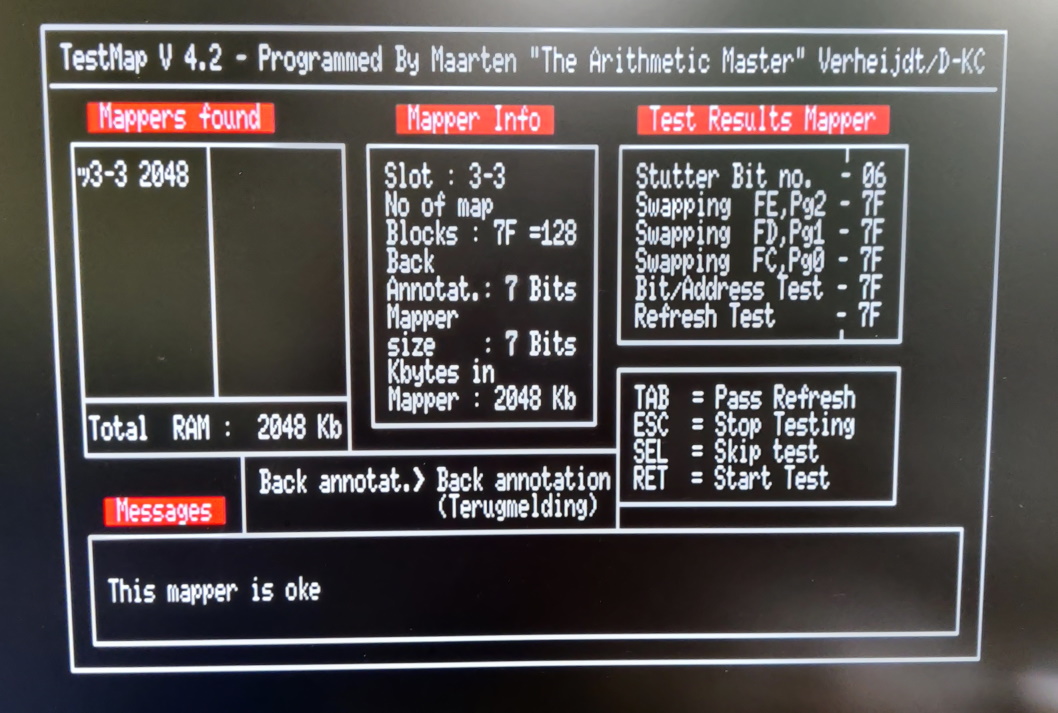 TestMap V 4.2 - Programmed By Maarten "The Arithmetic Master" Verheijdt/D-KC
Mappers found
3-3 2048
Total RAM : 2048 Kb
Mapper Info
Slot : 3-3
No of map
Blocks : 7F =128
Back
Annotat.: 7 Bits
Mapper
size : 7 Bits
Kbytes in
Mapper : 2048 Kb
Test Results Mapper
Stutter Bit no. - 06
Swapping FE,Pg2 - 7F
Swapping FD,Pg1 - 7F
Swapping FC,Pg0 - 7F
Bit/Address Test - 7F
Refresh Test - 7F
TAB = Pass Refresh
ESC = Stop Testing
SEL = Skip test
RET = Start Test
Back annotat.> Back annotation
(Terugmelding)
Messages
This mapper is oke